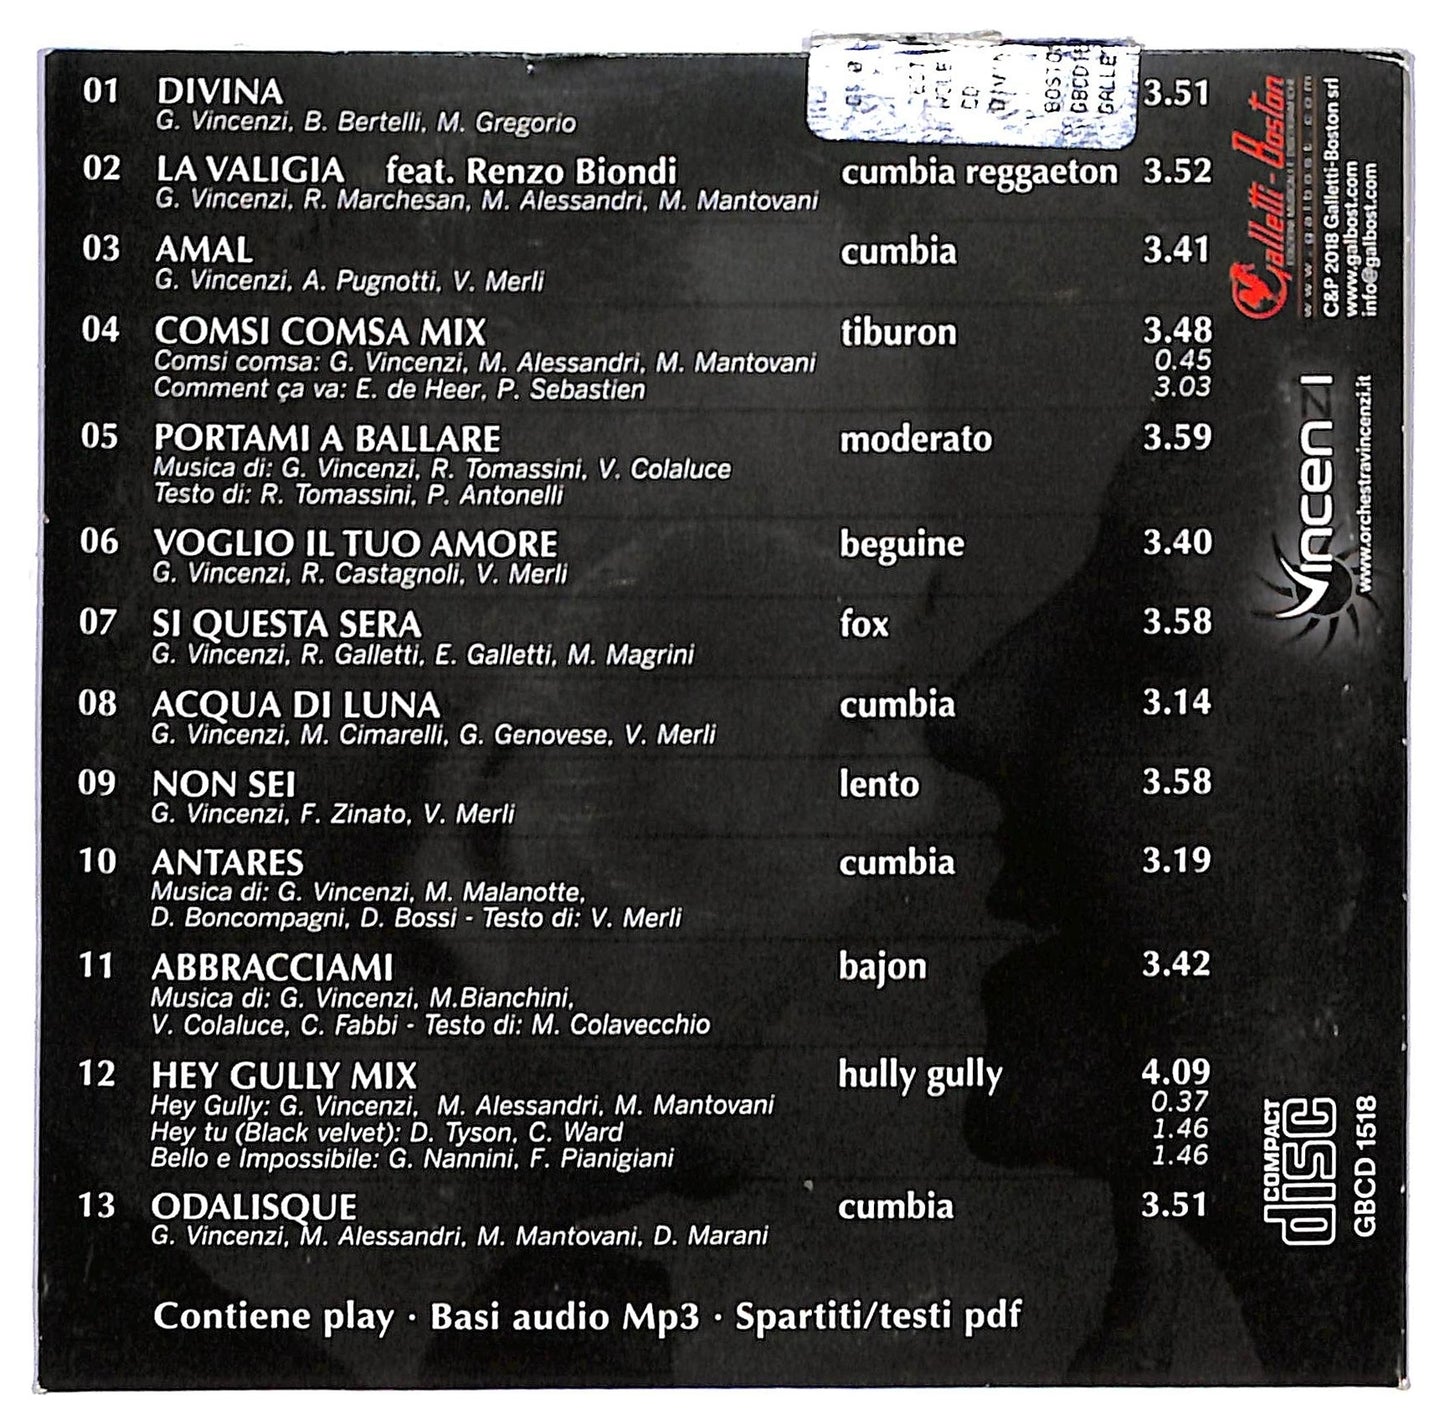 01 DIVINA 3.51
G. Vincenzi, B. Bertelli, M. Gregorio
02 LA VALIGIA feat. Renzo Biondi cumbia reggaeton 3.52
G. Vincenzi, R. Marchesan, M. Alessandri, M. Mantovani
03 AMAL cumbia 3.41
G. Vincenzi, A. Pugnotti, V. Merli
04 COMSI COMSA MIX tiburon 3.48
Comsi comsa: G. Vincenzi, M. Alessandri, M. Mantovani 0.45
Comment ça va: E. de Heer, P. Sebastien 3.03
05 PORTAMI A BALLARE moderato 3.59
Musica di: G. Vincenzi, R. Tomassini, V. Colaluce
Testo di: R. Tomassini, P. Antonelli
06 VOGLIO IL TUO AMORE beguine 3.40
G. Vincenzi, R. Castagnoli, V. Merli
07 SI QUESTA SERA fox 3.58
G. Vincenzi, R. Galletti, E. Galletti, M. Magrini
08 ACQUA DI LUNA cumbia 3.14
G. Vincenzi, M. Cimarelli, G. Genovese, V. Merli
09 NON SEI lento 3.58
G. Vincenzi, F. Zinato, V. Merli
10 ANTARES cumbia 3.19
Musica di: G. Vincenzi, M. Malanotte,
D. Boncompagni, D. Bossi - Testo di: V. Merli
11 ABBRACCIAMI bajon 3.42
Musica di: G. Vincenzi, M.Bianchini,
V. Colaluce, C. Fabbi - Testo di: M. Colavecchio
12 HEY GULLY MIX hully gully 4.09
Hey Gully: G. Vincenzi, M. Alessandri, M. Mantovani 0.37
Hey tu (Black velvet): D. Tyson, C. Ward 1.46
Bello e Impossibile: G. Nannini, F. Pianigiani 1.46
13 ODALISQUE cumbia 3.51
G. Vincenzi, M. Alessandri, M. Mantovani, D. Marani
Contiene play · Basi audio Mp3 · Spartiti/testi pdf
CD
BOSTO
GBCD1
GALLE
Galletti-Boston
www.galbost.com
C&P 2018 Galletti-Boston srl
www.galbost.com
info@galbost.com
vincenzi
www.orchestravincenzi.it
COMPACT
disc
GBCD 1518